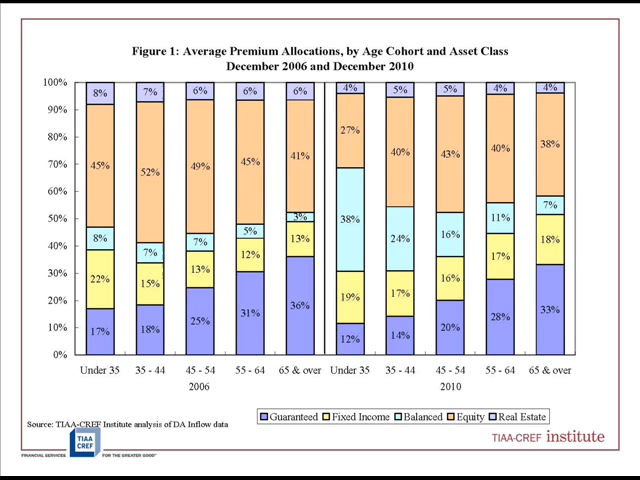 Figure 1: Average Premium Allocations, by Age Cohort and Asset Class
December 2006 and December 2010
100%
90%
80%
70%
60%
50%
40%
30%
20%
10%
0%
8% 7% 6% 6% 6% 4% 5% 5% 4% 4%
45% 52% 49% 45% 41% 27% 40% 43% 40% 38%
8% 7% 7% 5% 3% 38% 24% 16% 11% 7%
22% 15% 13% 12% 13% 19% 17% 16% 17% 18%
17% 18% 25% 31% 36% 12% 14% 20% 28% 33%
Under 35 35 - 44 45 - 54 55 - 64 65 & over Under 35 35 - 44 45 - 54 55 - 64 65 & over
2006 2010
Guaranteed Fixed Income Balanced Equity Real Estate
Source: TIAA-CREF Institute analysis of DA Inflow data
TIAA
CREF
FINANCIAL SERVICES FOR THE GREATER GOOD®
TIAA-CREF institute